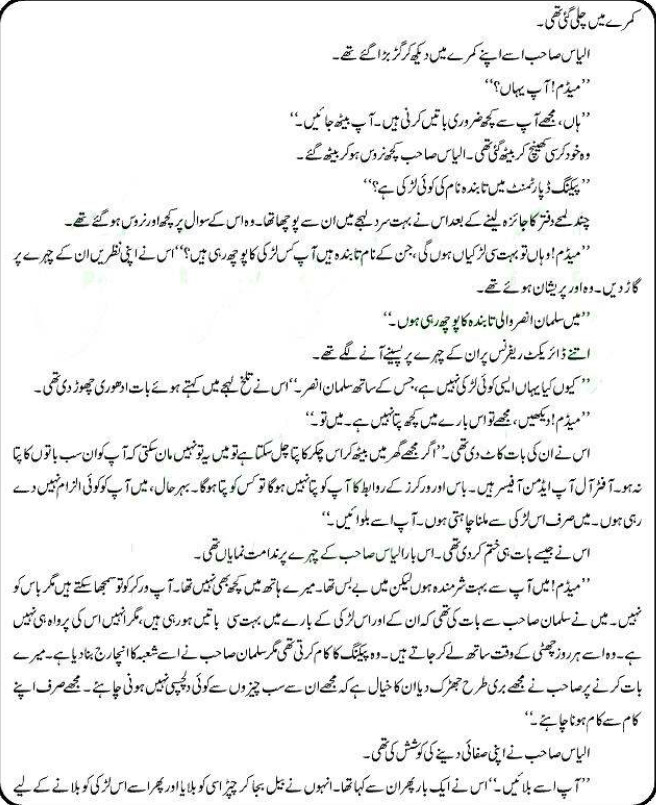 کمرے میں چلی گئی تھی۔
الیاس صاحب اسے اپنے کمرے میں دیکھ کر گڑبڑا گئے تھے۔
’’میڈم! آپ یہاں؟‘‘
’’ہاں، مجھے آپ سے کچھ ضروری باتیں کرنی ہیں۔ آپ بیٹھ جائیں۔‘‘
وہ خود کرسی کھینچ کر بیٹھ گئی تھی۔ الیاس صاحب کچھ نروس ہو کر بیٹھ گئے۔
’’پیکنگ ڈپارٹمنٹ میں تابندہ نام کی کوئی لڑکی ہے؟‘‘
چند لمحے دفتر کا جائزہ لینے کے بعد اس نے بہت سرد لہجے میں ان سے پوچھا تھا۔ وہ اس کے سوال پر کچھ اور نروس ہو گئے تھے۔
’’میڈم! وہاں تو بہت سی لڑکیاں ہوں گی، جن کے نام تابندہ ہیں آپ کس لڑکی کا پوچھ رہی ہیں؟‘‘ اس نے اپنی نظریں ان کے چہرے پر
گاڑ دیں۔ وہ اور پریشان ہوئے تھے۔
’’میں سلمان انصر والی تابندہ کا پوچھ رہی ہوں۔‘‘
اتنے ڈائریکٹ ریفرنس پر ان کے چہرے پر پسینے آنے لگے تھے۔
’’کیوں کیا یہاں ایسی کوئی لڑکی نہیں ہے، جس کے ساتھ سلمان انصر۔‘‘ اس نے تلخ لہجے میں کہتے ہوئے بات ادھوری چھوڑ دی تھی۔
’’میڈم! دیکھیں، مجھے تو اس بارے میں کچھ پتا نہیں ہے۔ میں تو۔‘‘
اس نے ان کی بات کاٹ دی تھی۔ ’’اگر مجھے گھر میں بیٹھ کر اس چکر کا پتا چل سکتا ہے تو میں یہ تو نہیں مان سکتی کہ آپ کو ان سب باتوں کا پتا
نہ ہو۔ آفٹر آل آپ ایڈمن آفیسر ہیں۔ باس اور ورکرز کے روابط کا آپ کو پتا نہیں ہوگا تو کس کو پتا ہوگا۔ بہر حال، میں آپ کو کوئی الزام نہیں دے
رہی ہوں۔ میں صرف اس لڑکی سے ملنا چاہتی ہوں۔ آپ اسے بلوائیں۔‘‘
اس نے جیسے بات ہی ختم کر دی تھی۔ اس بار الیاس صاحب کے چہرے پر ندامت نمایاں تھی۔
’’میڈم! میں آپ سے بہت شرمندہ ہوں لیکن میں بے بس تھا۔ میرے ہاتھ میں کچھ بھی نہیں تھا۔ آپ ورکر کو تو سمجھا سکتے ہیں مگر باس کو
نہیں۔ میں نے سلمان صاحب سے بات کی تھی کہ ان کے اور اس لڑکی کے بارے میں بہت سی باتیں ہو رہی ہیں، مگر انہیں اس کی پرواہ ہی نہیں
ہے۔ وہ اسے ہر روز چھٹی کے وقت ساتھ لے کر جاتے ہیں۔ وہ پیکنگ کا کام کرتی تھی مگر سلمان صاحب نے اسے شعبہ کا انچارج بنا دیا ہے۔ میرے
بات کرنے پر صاحب نے مجھے بری طرح جھڑک دیا ان کا خیال ہے کہ مجھے ان سے سب چیزوں سے کوئی دلچسپی نہیں ہونی چاہئے۔ مجھے صرف اپنے
کام سے کام ہونا چاہئے۔‘‘
الیاس صاحب نے اپنی صفائی دینے کی کوشش کی تھی۔
’’آپ اسے بلائیں۔‘‘ اس نے ایک بار پھر ان سے کہا تھا۔ انہوں نے بیل بجا کر چپڑاسی کو بلایا اور پھر اسے اس لڑکی کو بلانے کے لیے